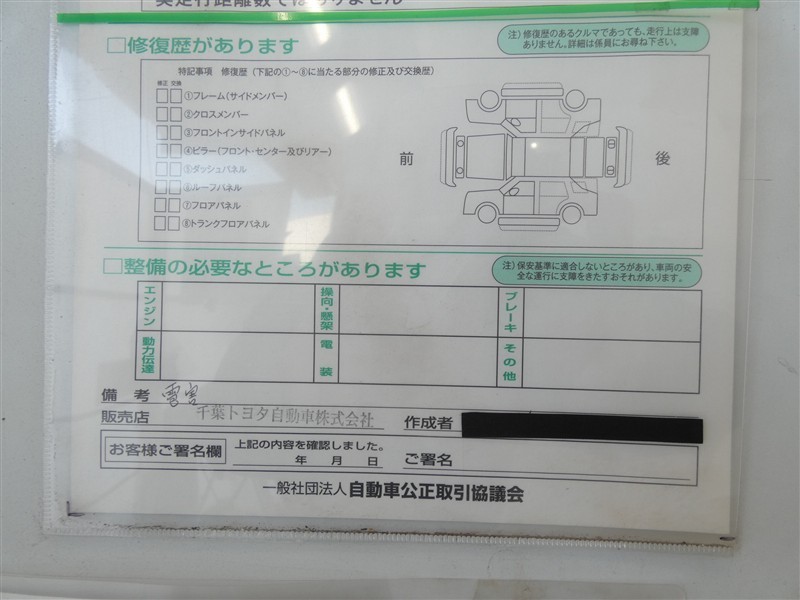 実走行距離数ではありません
□修復歴があります
注）修復歴のあるクルマであっても、走行上は支障
ありません。詳細は係員にお尋ね下さい。
特記事項 修復歴（下記の①～⑧に当たる部分の修正及び交換歴）
修正 交換
①フレーム（サイドメンバー）
②クロスメンバー
③フロントインサイドパネル
④ピラー（フロント・センター及びリアー）
⑤ダッシュパネル
⑥ルーフパネル
⑦フロアパネル
⑧トランクフロアパネル
前
後
□整備の必要なところがあります
注）保安基準に適合しないところがあり、車両の安
全な運行に支障をきたすおそれがあります。
エンジン
操向・懸架
ブレーキ
動力伝達
電装
その他
備考 雹害
販売店 千葉トヨタ自動車株式会社 作成者
お客様ご署名欄
上記の内容を確認しました。
年 月 日 ご署名
一般社団法人 自動車公正取引協議会